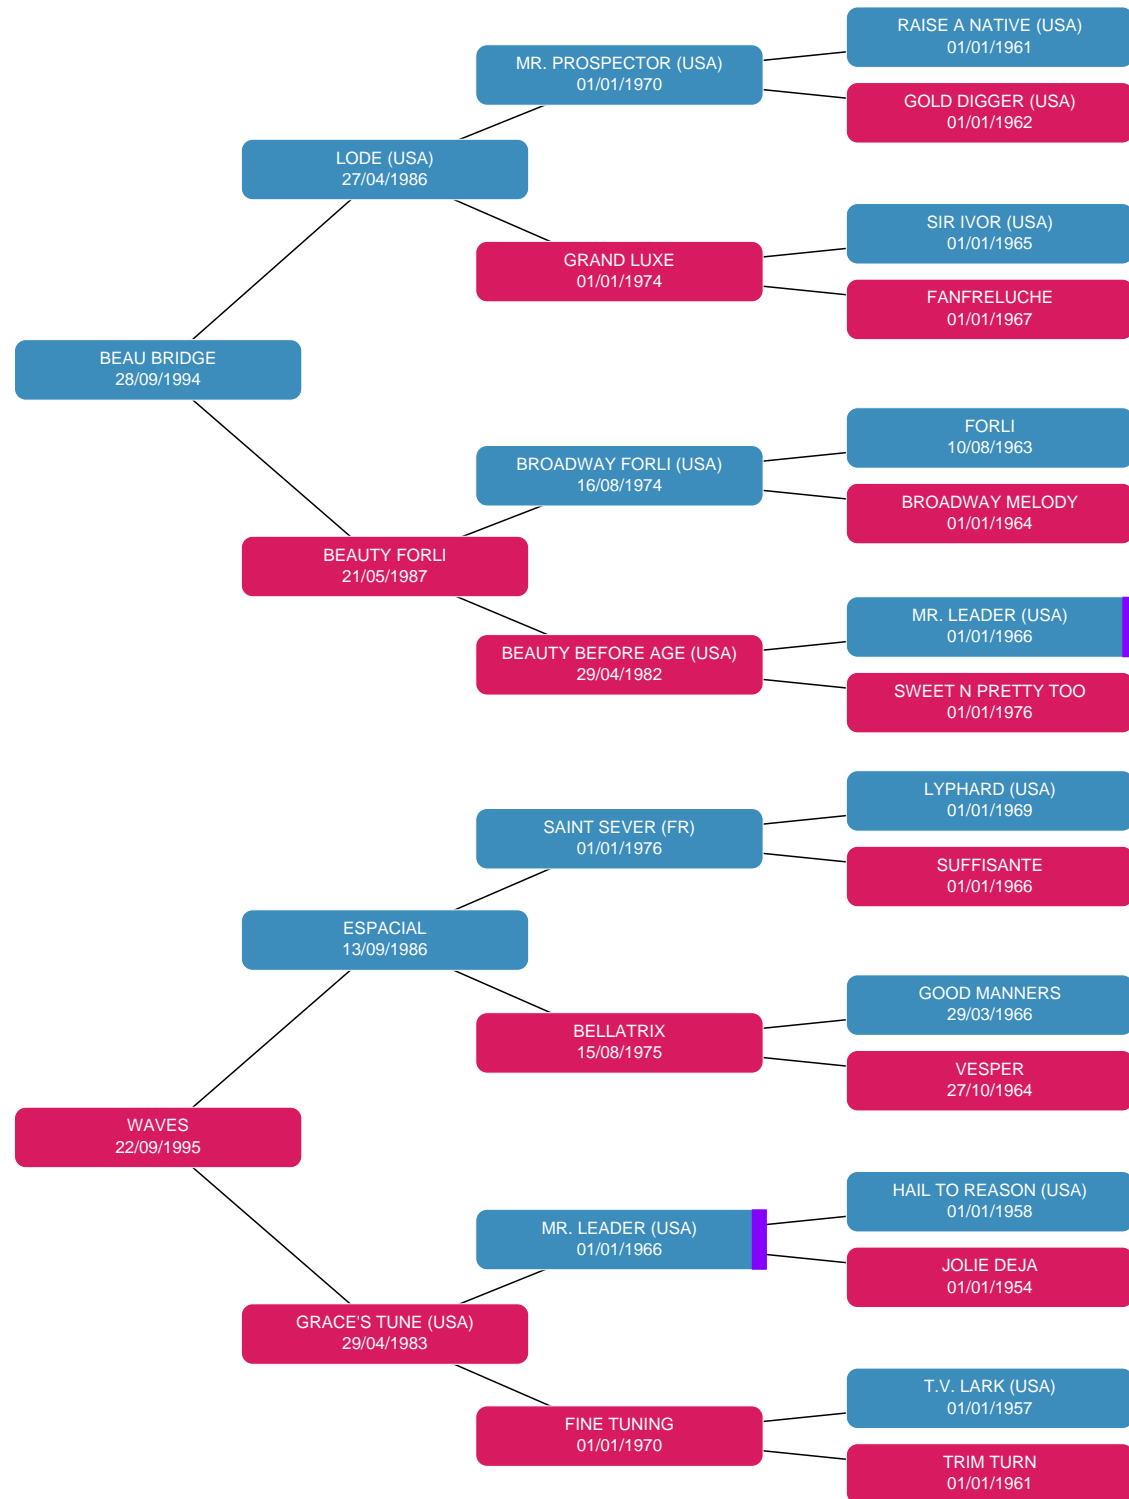 RAISE A NATIVE (USA)
01/01/1961
MR. PROSPECTOR (USA)
01/01/1970
GOLD DIGGER (USA)
01/01/1962
LODE (USA)
27/04/1986
SIR IVOR (USA)
01/01/1965
GRAND LUXE
01/01/1974
FANFRELUCHE
01/01/1967
BEAU BRIDGE
28/09/1994
FORLI
10/08/1963
BROADWAY FORLI (USA)
16/08/1974
BROADWAY MELODY
01/01/1964
BEAUTY FORLI
21/05/1987
MR. LEADER (USA)
01/01/1966
BEAUTY BEFORE AGE (USA)
29/04/1982
SWEET N PRETTY TOO
01/01/1976
LYPHARD (USA)
01/01/1969
SAINT SEVER (FR)
01/01/1976
SUFFISANTE
01/01/1966
ESPACIAL
13/09/1986
GOOD MANNERS
29/03/1966
BELLATRIX
15/08/1975
VESPER
27/10/1964
WAVES
22/09/1995
HAIL TO REASON (USA)
01/01/1958
MR. LEADER (USA)
01/01/1966
JOLIE DEJA
01/01/1954
GRACE'S TUNE (USA)
29/04/1983
T.V. LARK (USA)
01/01/1957
FINE TUNING
01/01/1970
TRIM TURN
01/01/1961